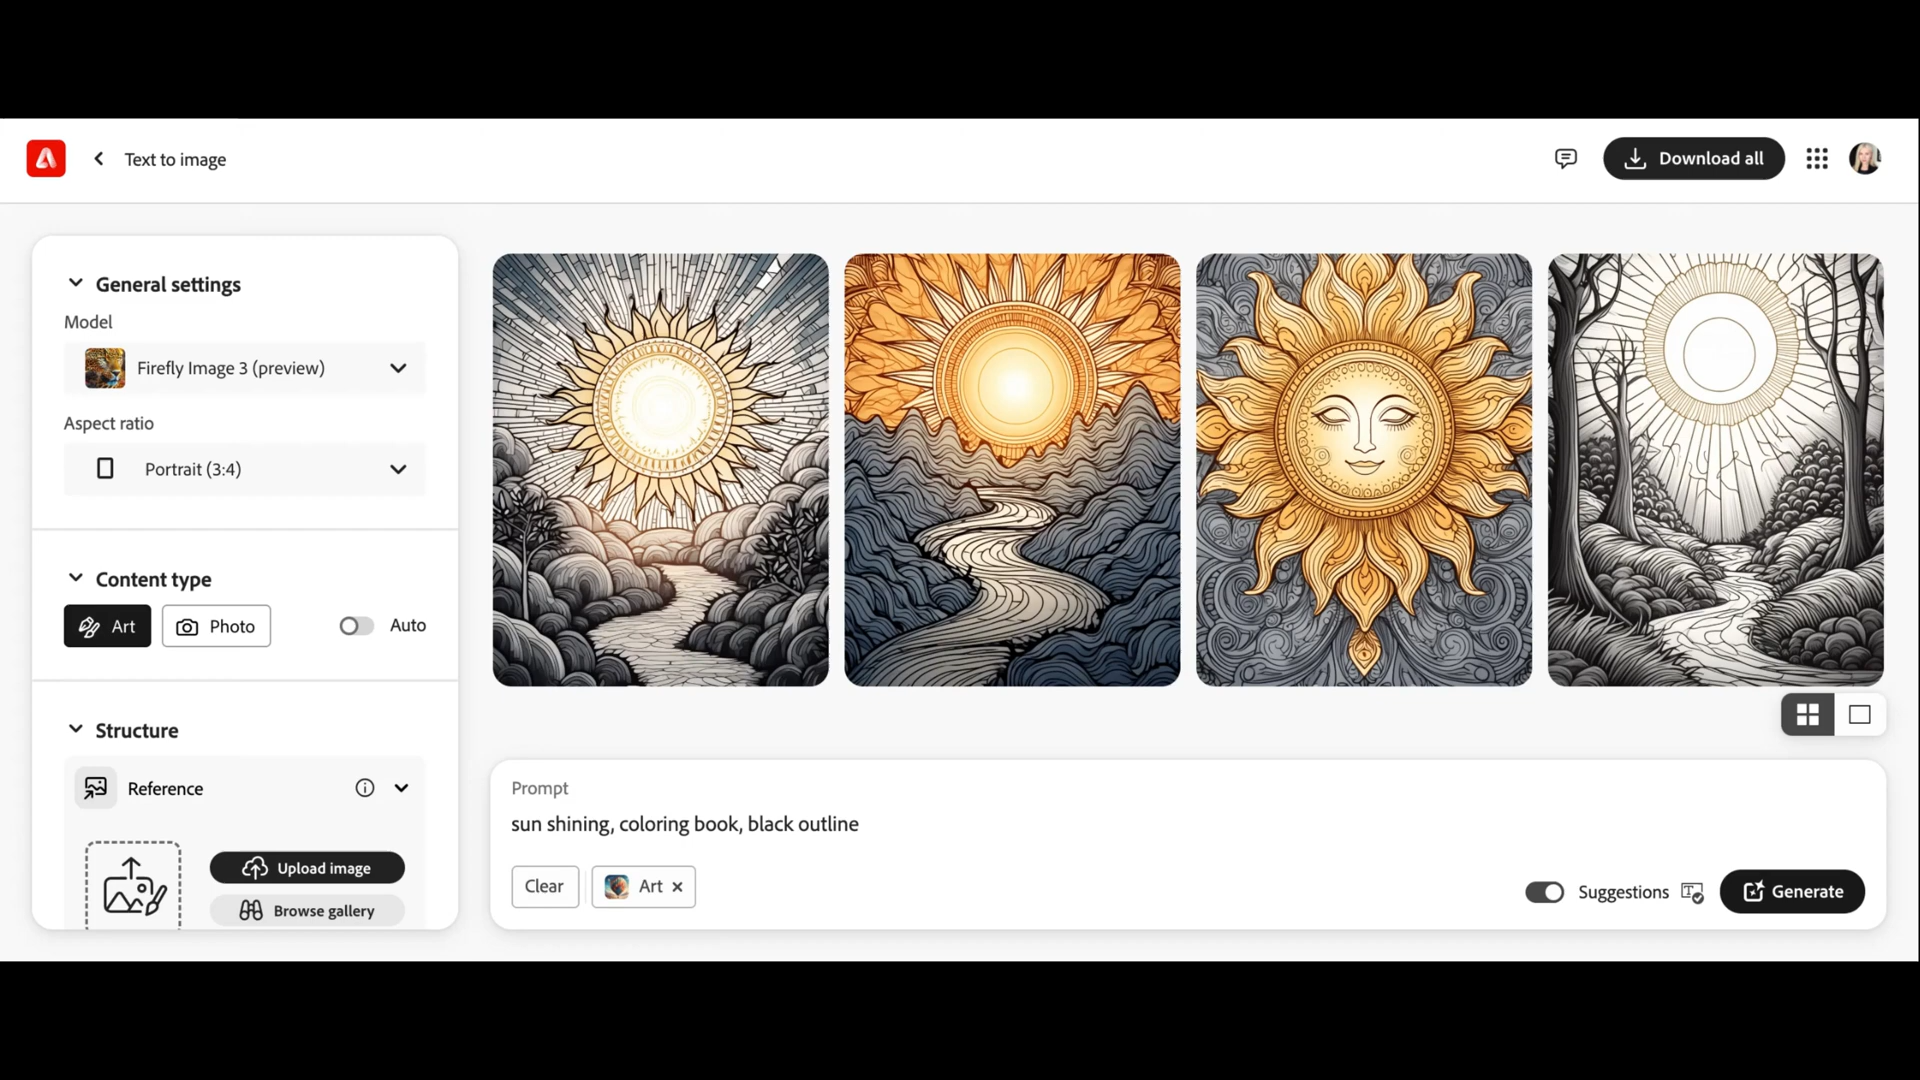 Text to image
Download all
General settings
Model
Firefly Image 3 (preview)
Aspect ratio
Portrait (3:4)
Content type
Art
Photo
Auto
Structure
Reference
Upload image
Browse gallery
Prompt
sun shining, coloring book, black outline
Clear
Art
Suggestions
Generate